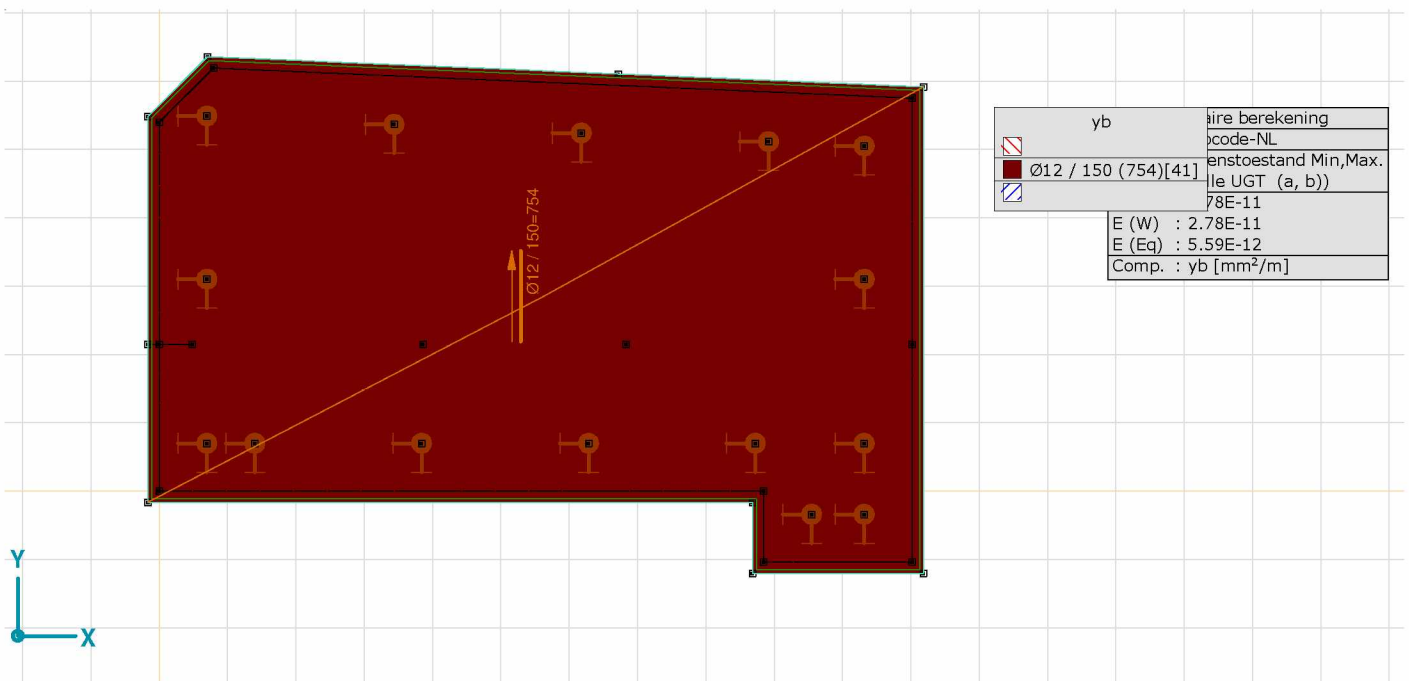 yb
Ø12 / 150 (754)[41]
aire berekening
code-NL
enstoestand Min,Max.
lle UGT (a, b))
78E-11
E (W) : 2.78E-11
E (Eq) : 5.59E-12
Comp. : yb [mm²/m]
Ø12 / 150=754
Y
X